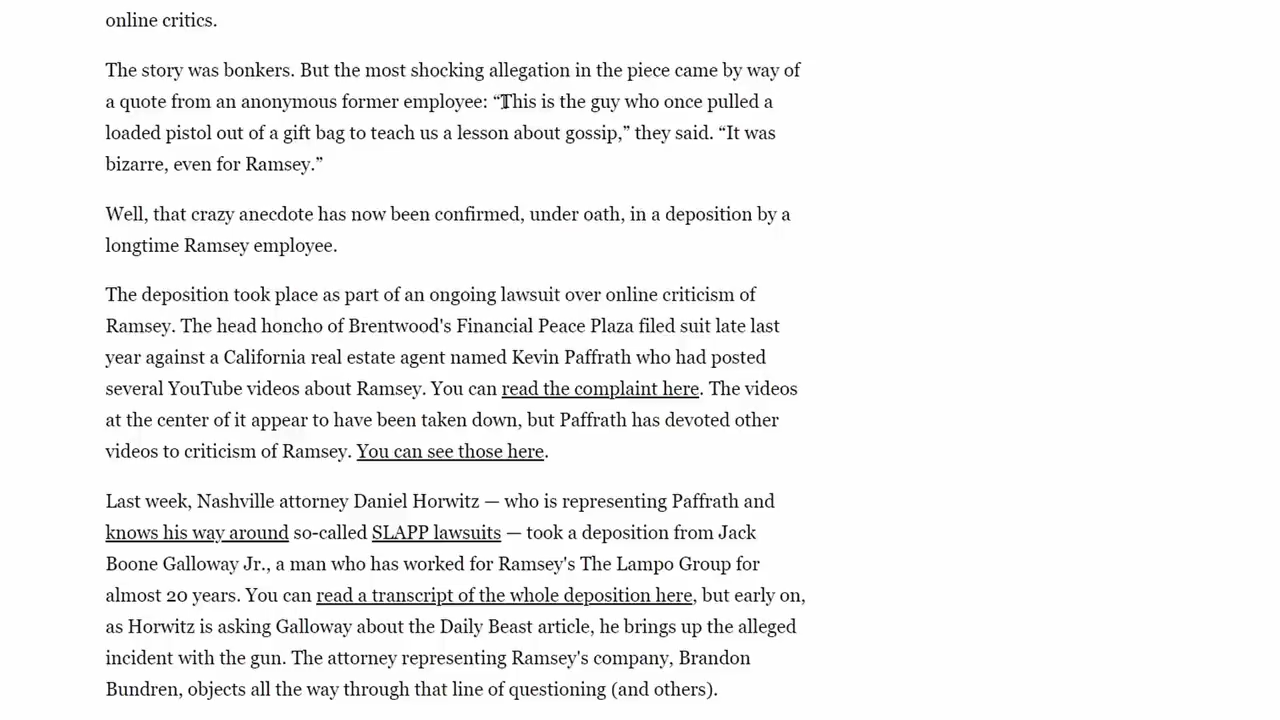 online critics.
The story was bonkers. But the most shocking allegation in the piece came by way of
a quote from an anonymous former employee: “This is the guy who once pulled a
loaded pistol out of a gift bag to teach us a lesson about gossip,” they said. “It was
bizarre, even for Ramsey.”
Well, that crazy anecdote has now been confirmed, under oath, in a deposition by a
longtime Ramsey employee.
The deposition took place as part of an ongoing lawsuit over online criticism of
Ramsey. The head honcho of Brentwood's Financial Peace Plaza filed suit late last
year against a California real estate agent named Kevin Paffrath who had posted
several YouTube videos about Ramsey. You can read the complaint here. The videos
at the center of it appear to have been taken down, but Paffrath has devoted other
videos to criticism of Ramsey. You can see those here.
Last week, Nashville attorney Daniel Horwitz — who is representing Paffrath and
knows his way around so-called SLAPP lawsuits — took a deposition from Jack
Boone Galloway Jr., a man who has worked for Ramsey's The Lampo Group for
almost 20 years. You can read a transcript of the whole deposition here, but early on,
as Horwitz is asking Galloway about the Daily Beast article, he brings up the alleged
incident with the gun. The attorney representing Ramsey's company, Brandon
Bundren, objects all the way through that line of questioning (and others).